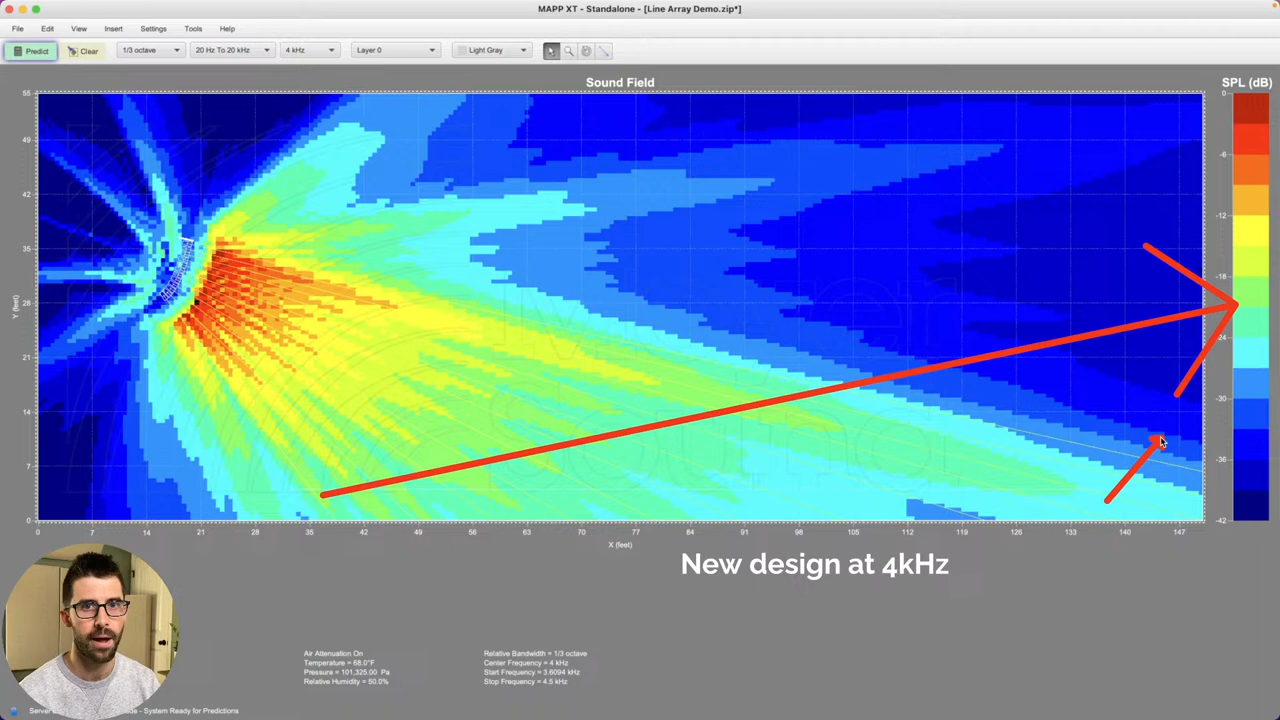 MAPP XT - Standalone - [Line Array Demo.zip*]
File Edit View Insert Settings Tools Help
Predict Clear 1/3 octave 20 Hz To 20 kHz 4 kHz Layer 0 Light Gray
Sound Field
SPL (dB)
55
49
42
35
28
21
14
7
0
Y (feet)
0 7 14 21 28 35 42 49 56 63 70 77 84 91 98 105 112 119 126 133 140 147
X (feet)
0
-6
-12
-18
-24
-30
-36
-42
New design at 4kHz
Air Attenuation On
Temperature = 68.0°F
Pressure = 101,325.00 Pa
Relative Humidity = 50.0%
Relative Bandwidth = 1/3 octave
Center Frequency = 4 kHz
Start Frequency = 3.6094 kHz
Stop Frequency = 4.5 kHz
- System Ready for Predictions